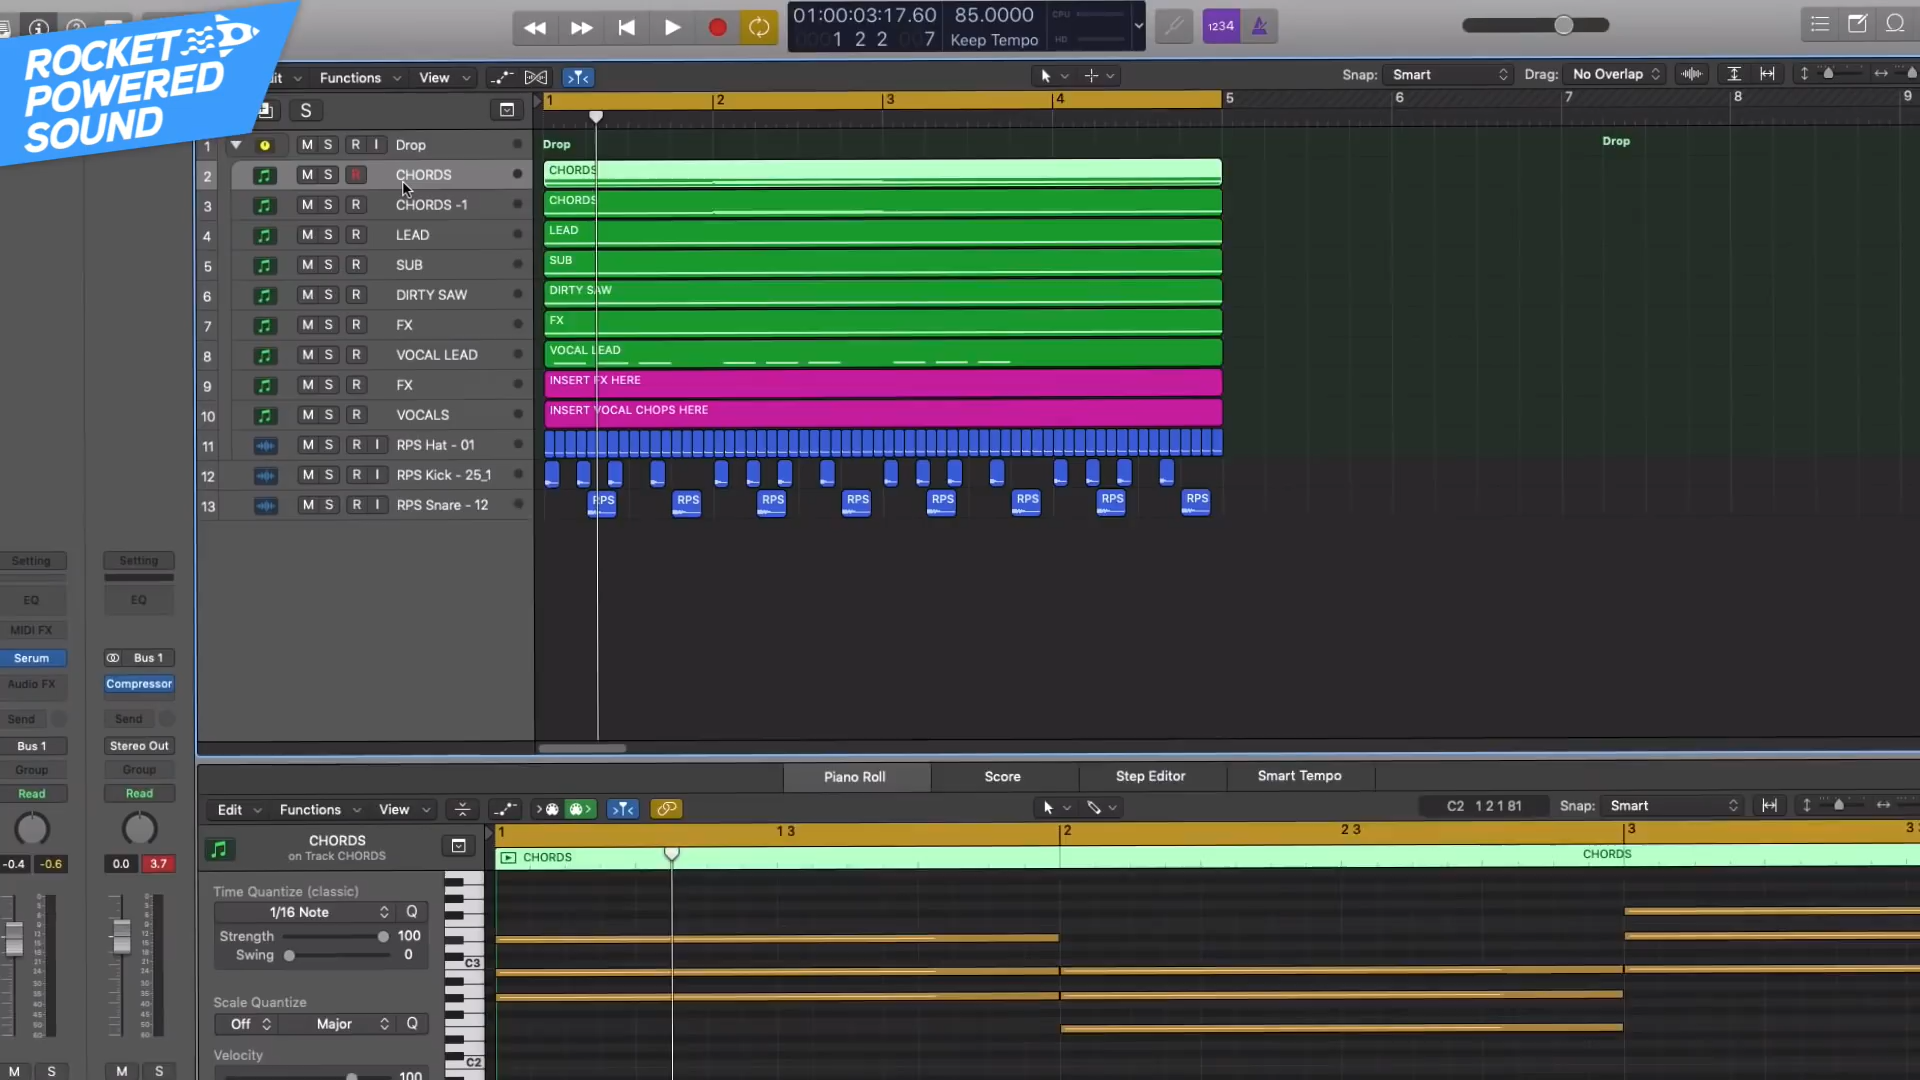 ROCKET
POWERED
SOUND
01:00:03:17.60
1 2 2 7
85.0000
Keep Tempo
CPU
HD
1234
Functions
View
Snap: Smart
Drag: No Overlap
S
1 2 3 4 5 6 7 8 9
1 M S R I Drop
Drop
Drop
2 M S R CHORDS
CHORDS
3 M S R CHORDS -1
CHORDS
4 M S R LEAD
LEAD
5 M S R SUB
SUB
6 M S R DIRTY SAW
DIRTY SAW
7 M S R FX
FX
8 M S R VOCAL LEAD
VOCAL LEAD
9 M S R FX
INSERT FX HERE
10 M S R VOCALS
INSERT VOCAL CHOPS HERE
11 M S R I RPS Hat - 01
12 M S R I RPS Kick - 25_1
13 M S R I RPS Snare - 12
RPS RPS RPS RPS RPS RPS RPS RPS
Setting Setting
EQ EQ
MIDI FX
Serum Bus 1
Audio FX Compressor
Send Send
Bus 1 Stereo Out
Group Group
Read Read
-0.4 -0.6 0.0 3.7
M S M S
Piano Roll Score Step Editor Smart Tempo
Edit Functions View
C2 1 2 1 81
Snap: Smart
1 1 3 2 2 3 3
CHORDS
on Track CHORDS
CHORDS
CHORDS
Time Quantize (classic)
1/16 Note Q
Strength 100
Swing 0
Scale Quantize
Off Major Q
Velocity
100
C3
C2